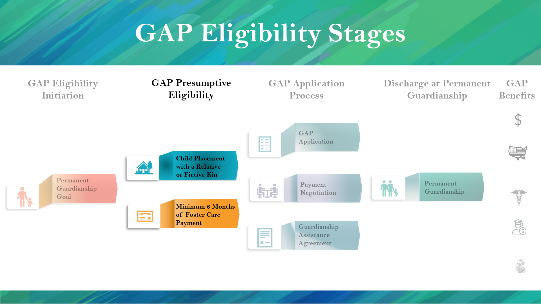 GAP Eligibility Stages
GAP Eligibility
Initiation
GAP Presumptive
Eligibility
GAP Application
Process
Discharge at Permanent
Guardianship
GAP
Benefits
Permanent
Guardianship
Goal
Child Placement
with a Relative
or Fictive Kin
Minimum 6 Months
of Foster Care
Payment
GAP
Application
Payment
Negotiation
Guardianship
Assistance
Agreement
Permanent
Guardianship
$